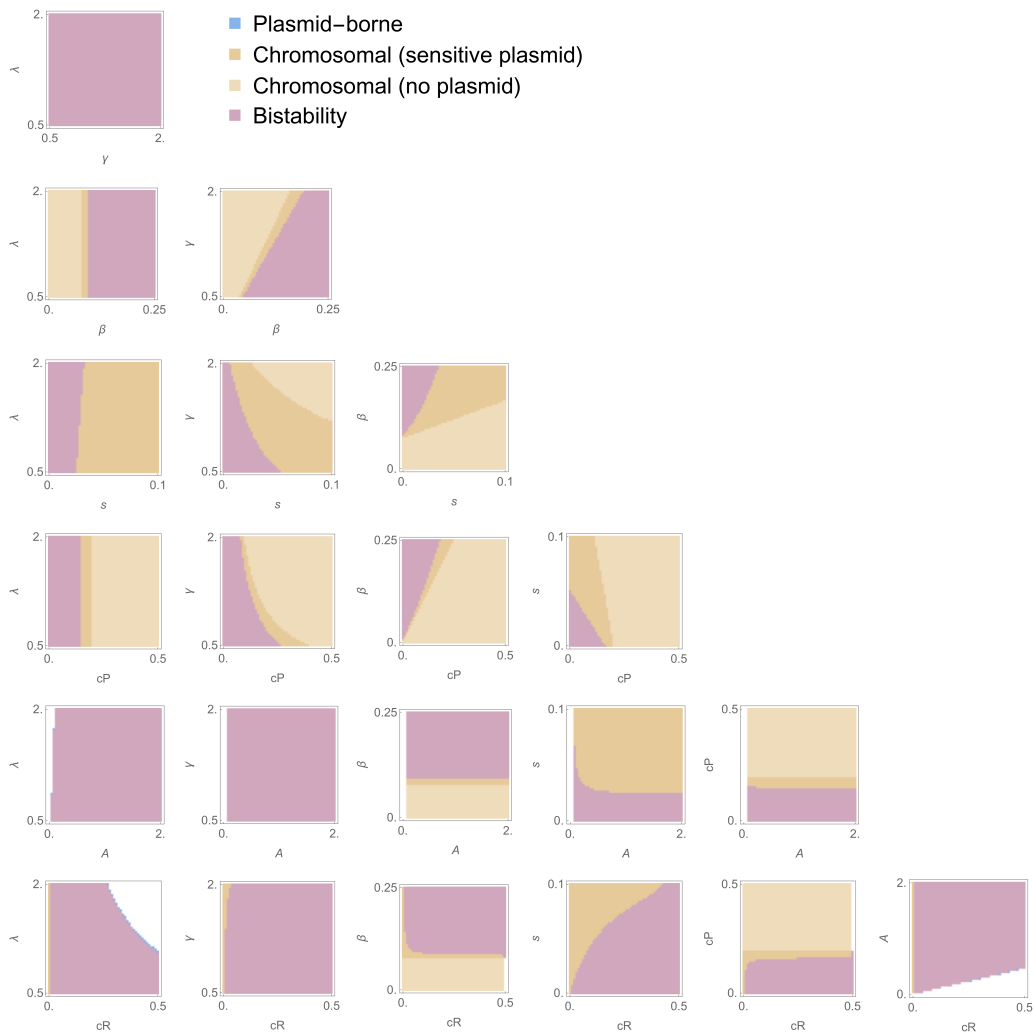 Plasmid–borne
Chromosomal (sensitive plasmid)
Chromosomal (no plasmid)
Bistability
2.
λ
0.5
0.5 2.
γ
2. 2.
λ γ
0.5 0.5
0. 0.25 0. 0.25
β β
2. 2. 0.25
λ γ β
0.5 0.5 0.
0. 0.1 0. 0.1 0. 0.1
s s s
2. 2. 0.25 0.1
λ γ β s
0.5 0.5 0. 0.
0. 0.5 0. 0.5 0. 0.5 0. 0.5
cP cP cP cP
2. 2. 0.25 0.1 0.5
λ γ β s cP
0.5 0.5 0. 0. 0.
0. 2. 0. 2. 0. 2. 0. 2. 0. 2.
A A A A A
2. 2. 0.25 0.1 0.5 2.
λ γ β s cP A
0.5 0.5 0. 0. 0. 0.
0. 0.5 0. 0.5 0. 0.5 0. 0.5 0. 0.5 0. 0.5
cR cR cR cR cR cR